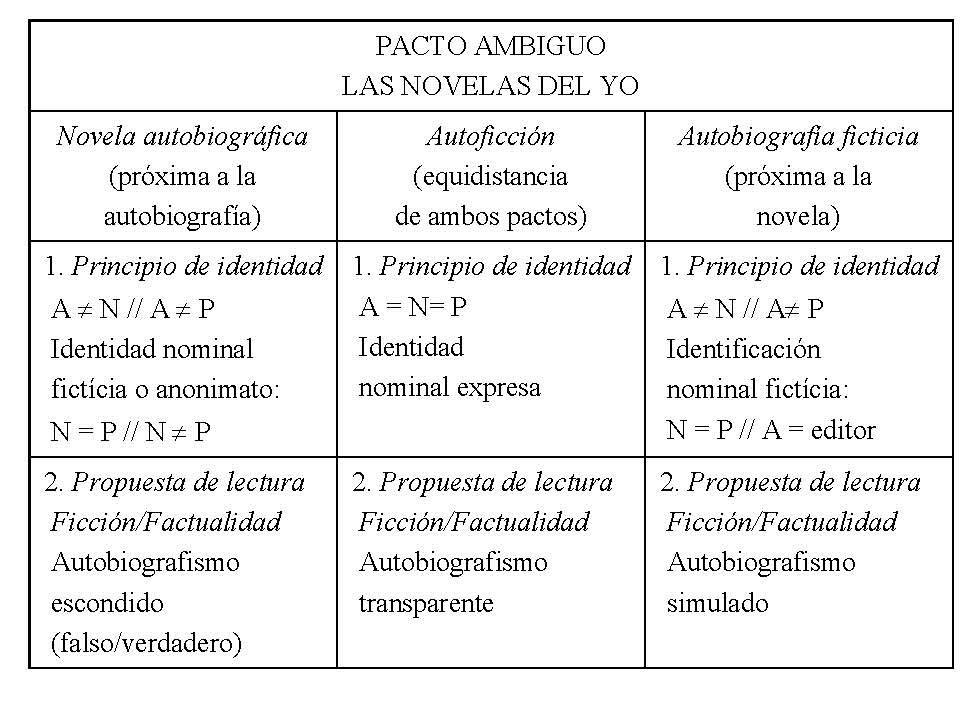 PACTO AMBIGUO
LAS NOVELAS DEL YO
Novela autobiográfica
(próxima a la
autobiografía)
Autoficción
(equidistancia
de ambos pactos)
Autobiografía ficticia
(próxima a la
novela)
1. Principio de identidad
A ≠ N // A ≠ P
Identidad nominal
fictícia o anonimato:
N = P // N ≠ P
1. Principio de identidad
A = N= P
Identidad
nominal expresa
1. Principio de identidad
A ≠ N // A≠ P
Identificación
nominal fictícia:
N = P // A = editor
2. Propuesta de lectura
Ficción/Factualidad
Autobiografismo
escondido
(falso/verdadero)
2. Propuesta de lectura
Ficción/Factualidad
Autobiografismo
transparente
2. Propuesta de lectura
Ficción/Factualidad
Autobiografismo
simulado